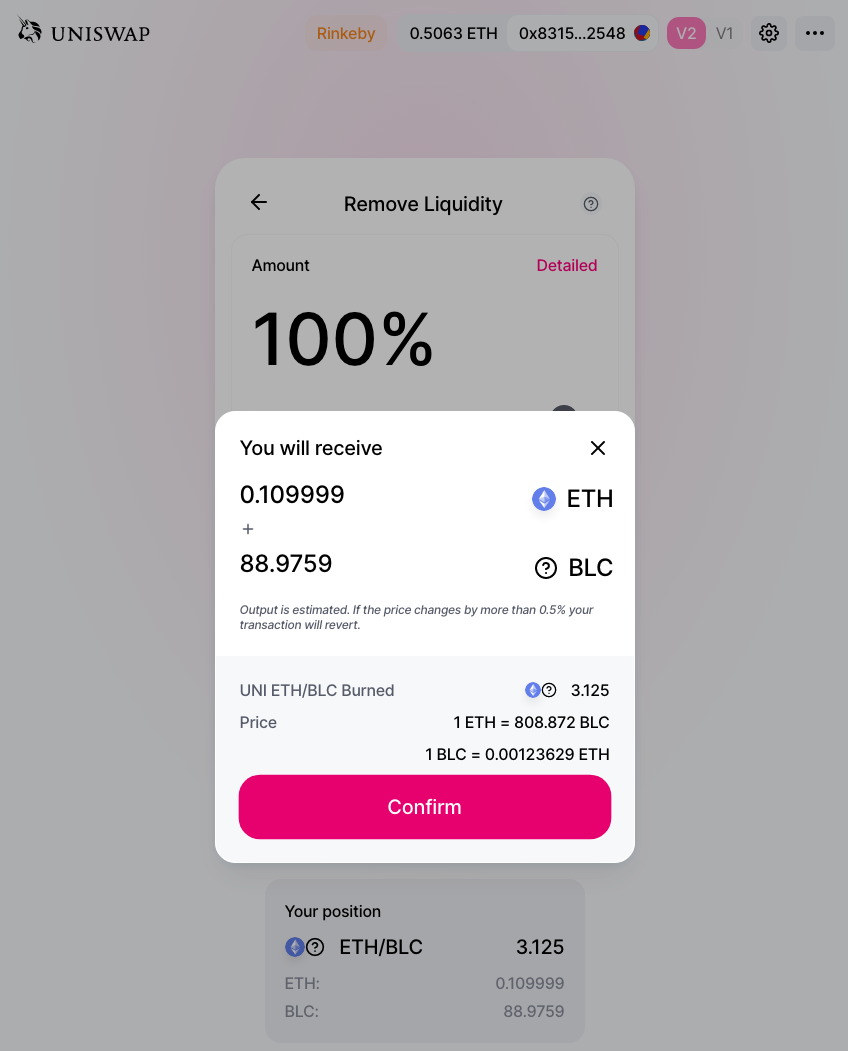 UNISWAP Rinkeby 0.5063 ETH 0x8315...2548 V2 V1
Remove Liquidity
Amount Detailed
100%
You will receive
0.109999 ETH
+
88.9759 BLC
Output is estimated. If the price changes by more than 0.5% your
transaction will revert.
UNI ETH/BLC Burned 3.125
Price 1 ETH = 808.872 BLC
1 BLC = 0.00123629 ETH
Confirm
Your position
ETH/BLC 3.125
ETH: 0.109999
BLC: 88.9759